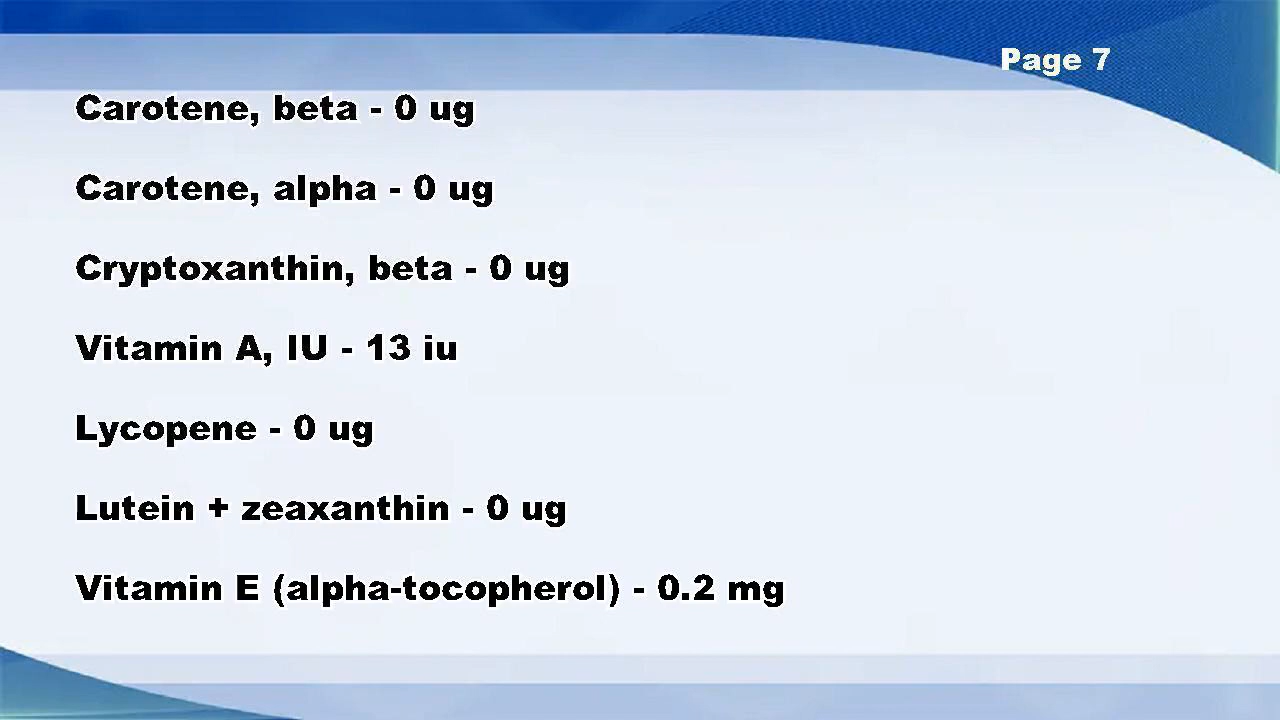 Page 7
Carotene, beta - 0 ug
Carotene, alpha - 0 ug
Cryptoxanthin, beta - 0 ug
Vitamin A, IU - 13 iu
Lycopene - 0 ug
Lutein + zeaxanthin - 0 ug
Vitamin E (alpha-tocopherol) - 0.2 mg